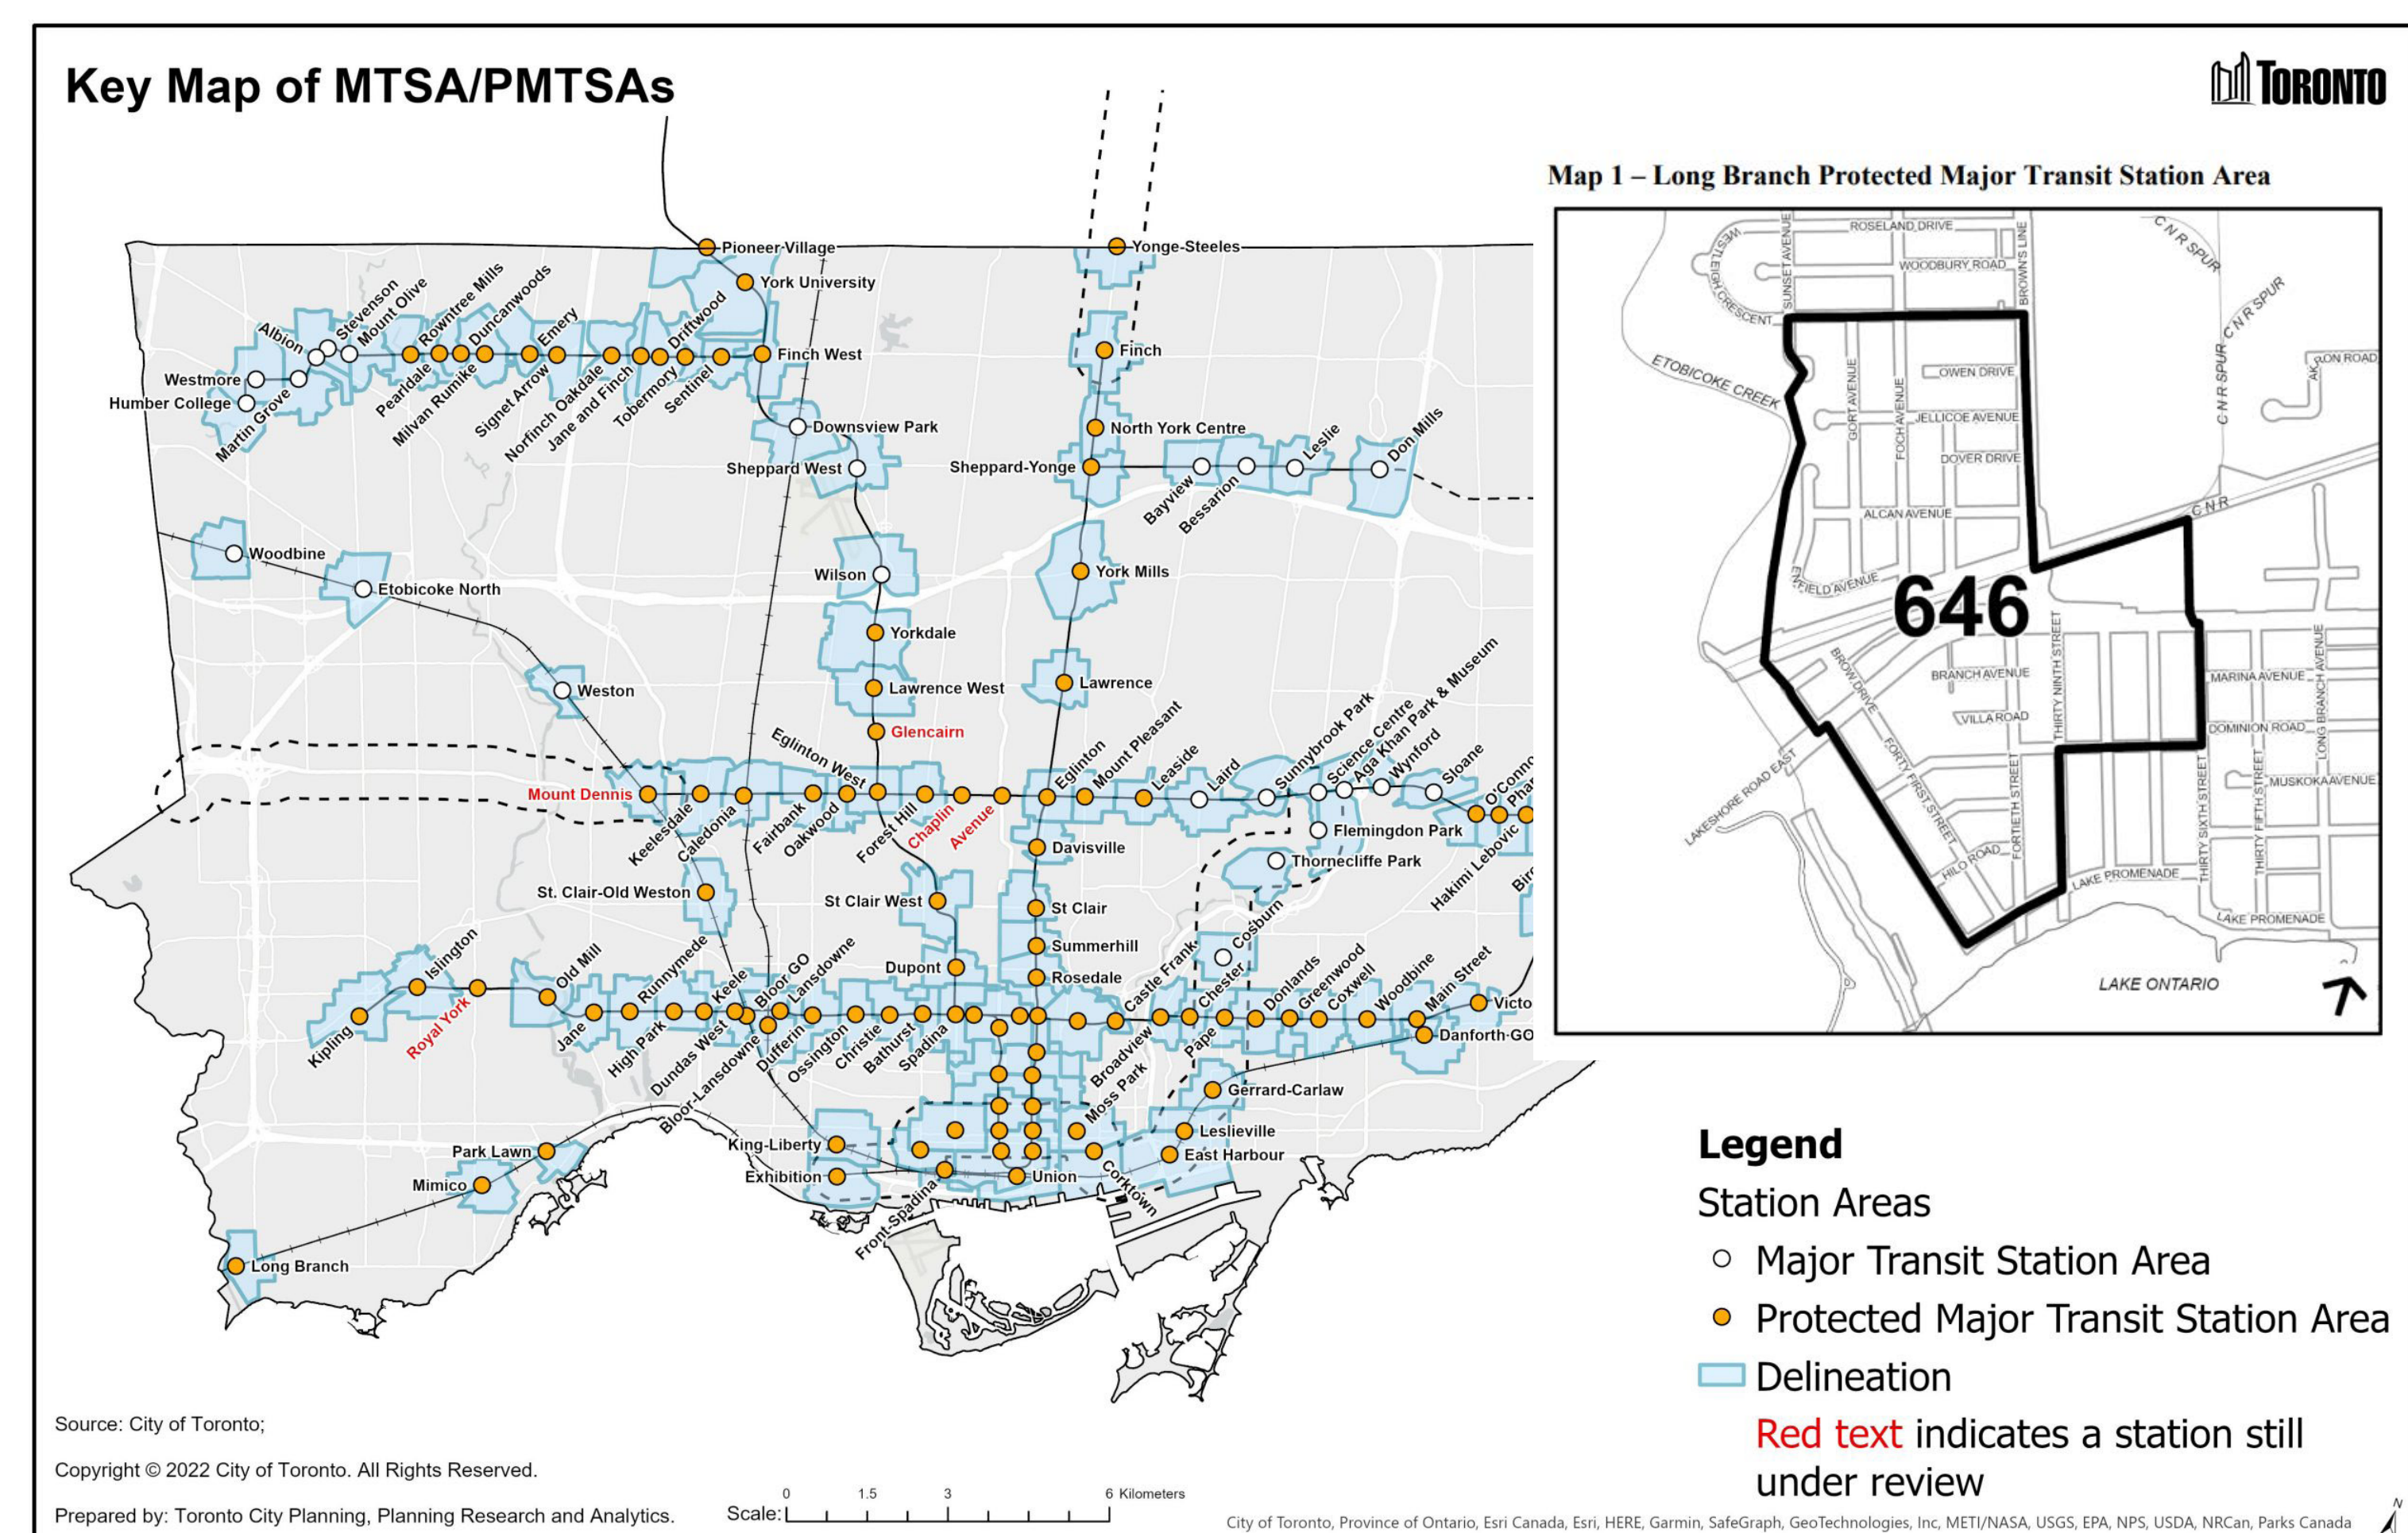 Key Map of MTSA/PMTSAs
TORONTO
Map 1 – Long Branch Protected Major Transit Station Area
Pioneer Village
Yonge-Steeles
York University
Albion
Stevenson
Mount Olive
Rowntree Mills
Duncanwoods
Emery
Driftwood
Finch West
Finch
Westmore
Humber College
Martin Grove
Pearldale
Milvan Rumike
Signet Arrow
Norfinch Oakdale
Jane and Finch
Tobermory
Sentinel
Downsview Park
North York Centre
Leslie
Don Mills
Sheppard West
Sheppard-Yonge
Bayview
Bessarion
Woodbine
Etobicoke North
Wilson
York Mills
Yorkdale
Weston
Lawrence West
Lawrence
Glencairn
Eglinton West
Eglinton
Mount Pleasant
Leaside
Laird
Sunnybrook Park
Science Centre
Aga Khan Park & Museum
Wynford
Sloane
O'Conno
Phar
Mount Dennis
Keelesdale
Caledonia
Fairbank
Oakwood
Forest Hill
Chaplin
Avenue
Flemingdon Park
Hakimi Lebovic
Birc
Davisville
Thorncliffe Park
St. Clair-Old Weston
St Clair West
St Clair
Cosburn
Summerhill
Islington
Old Mill
Runnymede
Keele
Bloor GO
Lansdowne
Dupont
Rosedale
Castle Frank
Chester
Donlands
Greenwood
Coxwell
Woodbine
Main Street
Victo
Kipling
Royal York
Jane
High Park
Dundas West
Bloor-Lansdowne
Dufferin
Ossington
Christie
Bathurst
Spadina
Broadview
Pape
Danforth GO
Moss Park
Gerrard-Carlaw
Park Lawn
King-Liberty
Leslieville
East Harbour
Mimico
Exhibition
Union
Corktown
Front-Spadina
Long Branch
ROSELAND DRIVE
WESTLEIGH CRESCENT
SUNSET AVENUE
WOODBURY ROAD
BROWN'S LINE
C N R SPUR
C N R SPUR
C N R SPUR
ETOBICOKE CREEK
OWEN DRIVE
GORT AVENUE
FOCH AVENUE
JELLICOE AVENUE
DOVER DRIVE
ALCAN AVENUE
C N R
ENFIELD AVENUE
646
BROW DRIVE
BRANCH AVENUE
THIRTY NINTH STREET
MARINA AVENUE
LONG BRANCH AVENUE
VILLA ROAD
DOMINION ROAD
LAKESHORE ROAD EAST
FORTY FIRST STREET
FORTIETH STREET
THIRTY SIXTH STREET
THIRTY FIFTH STREET
MUSKOKA AVENUE
HILO ROAD
LAKE PROMENADE
LAKE PROMENADE
LAKE ONTARIO
Legend
Station Areas
Major Transit Station Area
Protected Major Transit Station Area
Delineation
Red text indicates a station still
under review
Source: City of Toronto;
Copyright © 2022 City of Toronto. All Rights Reserved.
Prepared by: Toronto City Planning, Planning Research and Analytics.
0 1.5 3 6 Kilometers
Scale:
N
City of Toronto, Province of Ontario, Esri Canada, Esri, HERE, Garmin, SafeGraph, GeoTechnologies, Inc, METI/NASA, USGS, EPA, NPS, USDA, NRCan, Parks Canada